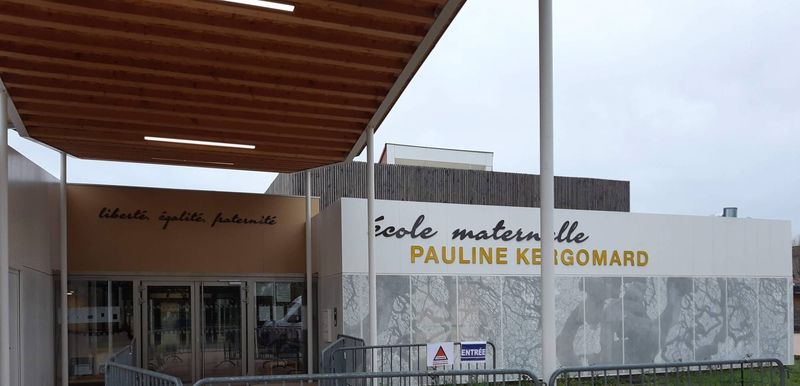 liberté, égalité, fraternité
école maternelle
PAULINE KERGOMARD
ENTRÉE